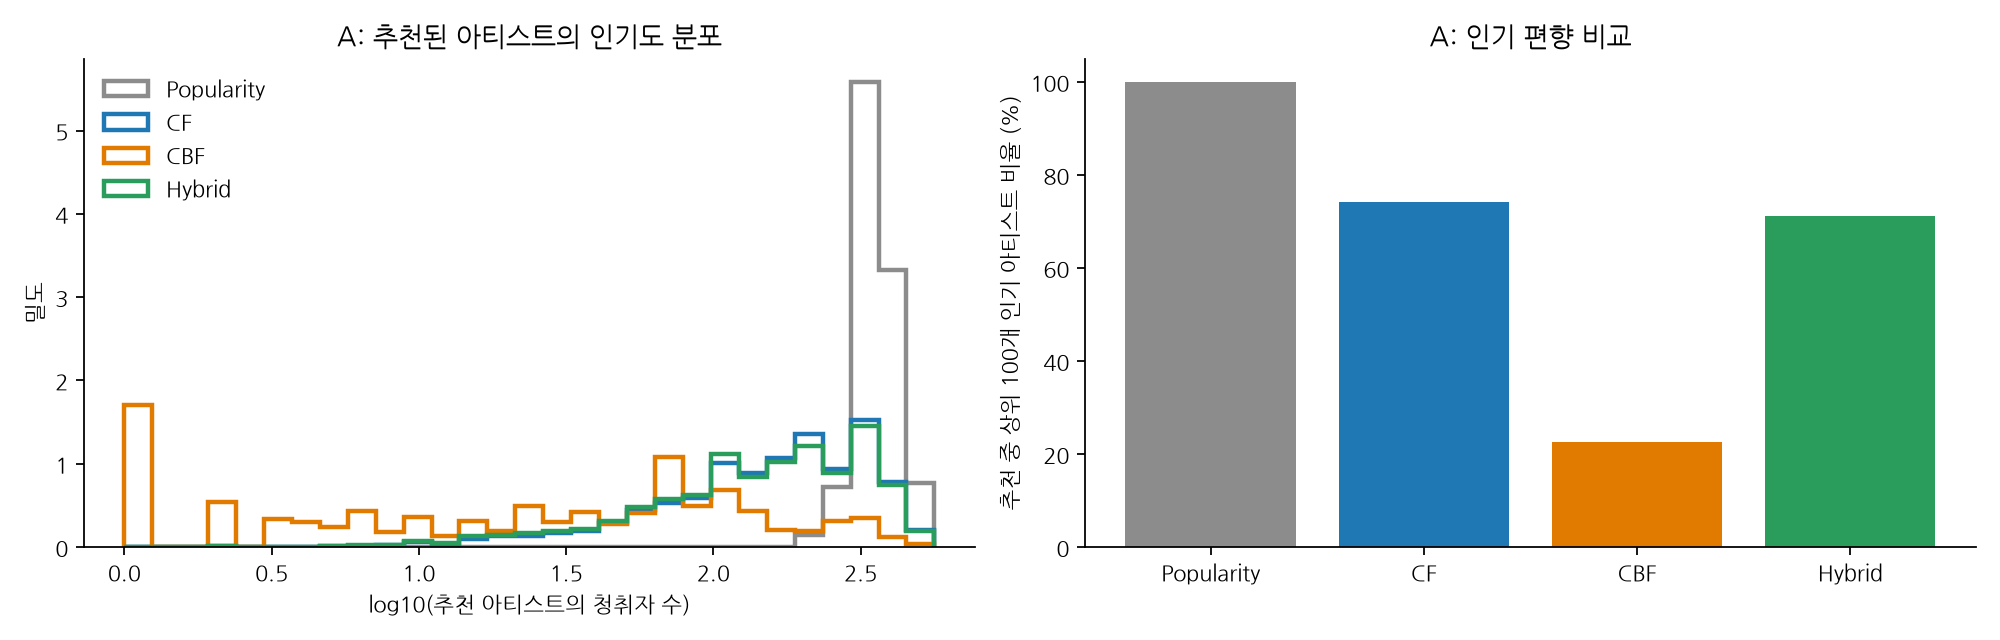 A: 추천된 아티스트의 인기도 분포
Popularity
CF
CBF
Hybrid
밀도
5
4
3
2
1
0
0.0 0.5 1.0 1.5 2.0 2.5
log10(추천 아티스트의 청취자 수)
A: 인기 편향 비교
추천 중 상위 100개 인기 아티스트 비율 (%)
100
80
60
40
20
0
Popularity CF CBF Hybrid